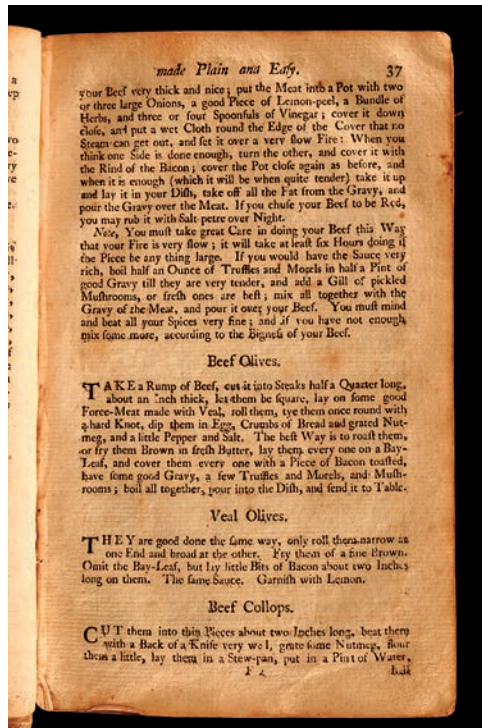 made Plain and Eaſy. 37
your Beef very thick and nice; put the Meat into a Pot with two
or three large Onions, a good Piece of Lemon-peel, a Bundle of
Herbs, and three or four Spoonfuls of Vinegar; cover it down
cloſe, and put a wet Cloth round the Edge of the Cover that no
Steam can get out, and ſet it over a very ſlow Fire: When you
think one Side is done enough, turn the other, and cover it with
the Rind of the Bacon; cover the Pot cloſe again as before, and
when it is enough (which it will be when quite tender) take it up
and lay it in your Diſh, take off all the Fat from the Gravy, and
pour the Gravy over the Meat. If you chuſe your Beef to be Red,
you may rub it with Salt-petre over Night.
Note, You muſt take great Care in doing your Beef this Way
that your Fire is very ſlow; it will take at leaſt ſix Hours doing if
the Piece be any thing large. If you would have the Sauce very
rich, boil half an Ounce of Truffles and Morels in half a Pint of
good Gravy till they are very tender, and add a Gill of pickled
Muſhrooms, or freſh ones are beſt; mix all together with the
Gravy of the Meat, and pour it over your Beef. You muſt mind
and beat all your Spices very fine; and if you have not enough
mix ſome more, according to the Bigneſs of your Beef.
Beef Olives.
TAKE a Rump of Beef, cut it into Steaks half a Quarter long,
about an Inch thick, let them be ſquare, lay on ſome good
Force-Meat made with Veal, roll them, tye them once round with
a hard Knot, dip them in Egg, Crumbs of Bread and grated Nut-
meg, and a little Pepper and Salt. The beſt Way is to roaſt them,
or fry them Brown in freſh Butter, lay them every one on a Bay-
Leaf, and cover them every one with a Piece of Bacon toaſted,
have ſome good Gravy, a few Truffles and Morels, and Muſh-
rooms; boil all together, pour into the Diſh, and ſend it to Table.
Veal Olives.
THEY are good done the ſame way, only roll them narrow at
one End and broad at the other. Fry them of a fine Brown.
Omit the Bay-Leaf, but lay little Bits of Bacon about two Inches
long on them. The ſame Sauce. Garniſh with Lemon.
Beef Collops.
CUT them into thin Pieces about two Inches long, beat them
with a Back of a Knife very well, grate ſome Nutmeg, flour
them a little, lay them in a Stew-pan, put in a Pint of Water,